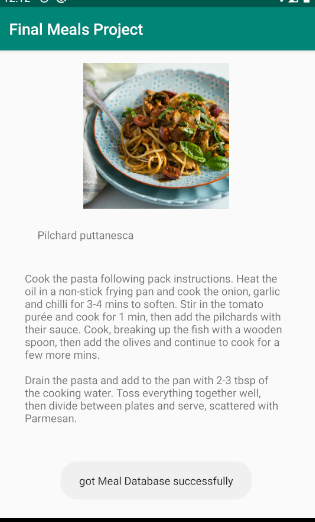 12:12
Final Meals Project
Pilchard puttanesca
Cook the pasta following pack instructions. Heat the
oil in a non-stick frying pan and cook the onion, garlic
and chilli for 3-4 mins to soften. Stir in the tomato
purée and cook for 1 min, then add the pilchards with
their sauce. Cook, breaking up the fish with a wooden
spoon, then add the olives and continue to cook for a
few more mins.
Drain the pasta and add to the pan with 2-3 tbsp of
the cooking water. Toss everything together well,
then divide between plates and serve, scattered with
Parmesan.
got Meal Database successfully